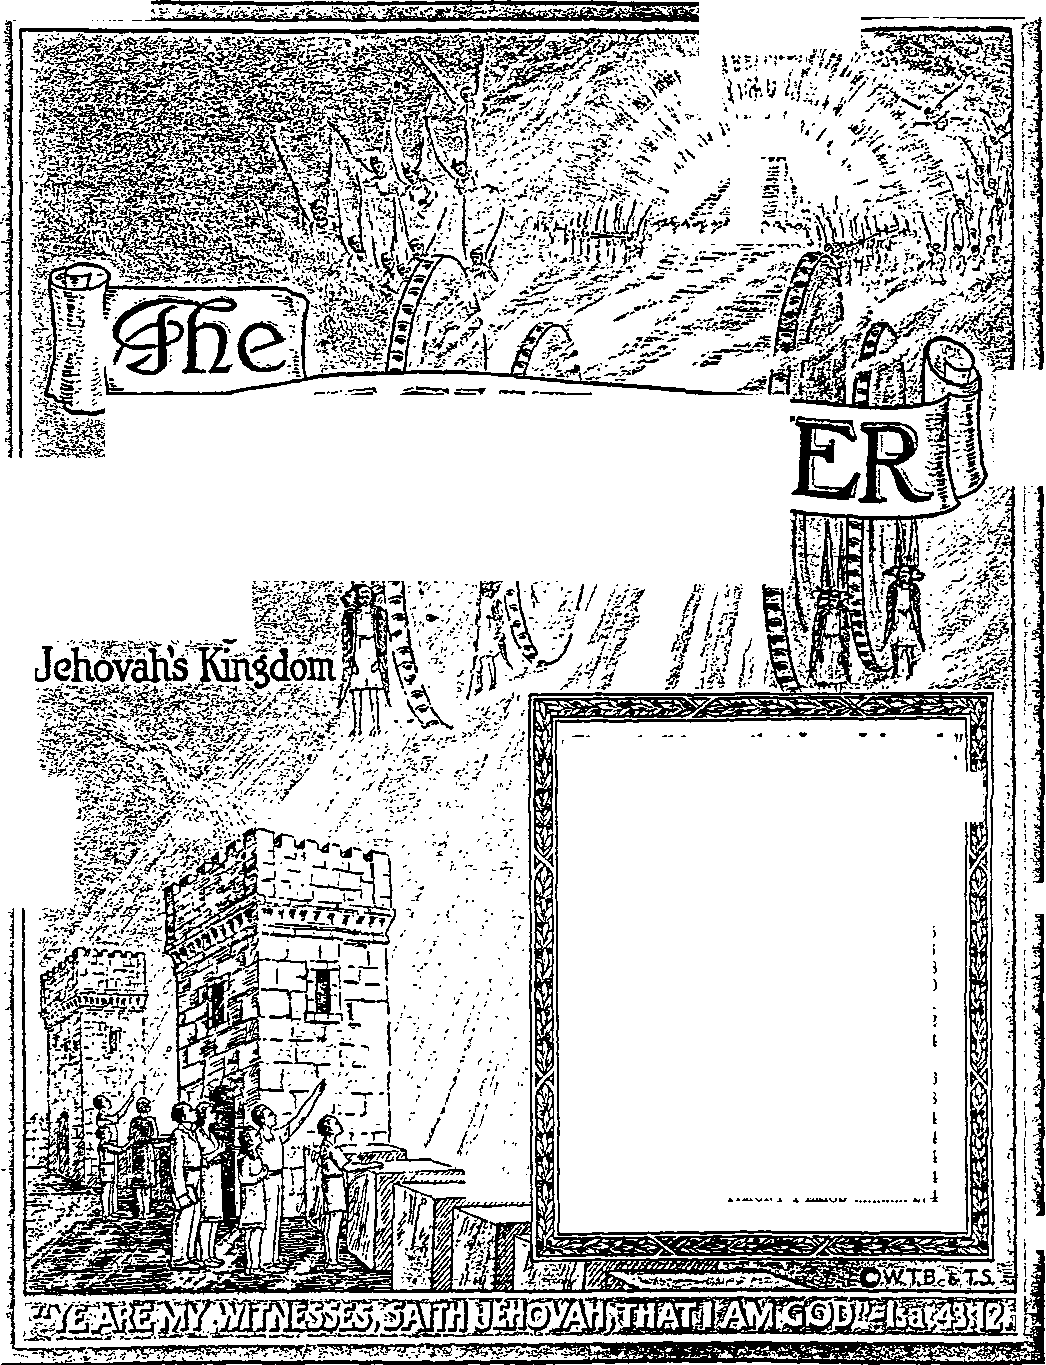 The
ER
Jehovah's Kingdom
©W.T.B.&T.S.
"YE ARE MY WITNESSES, SAITH JEHOVAH, THAT I AM GOD."-Isa. 43:12.